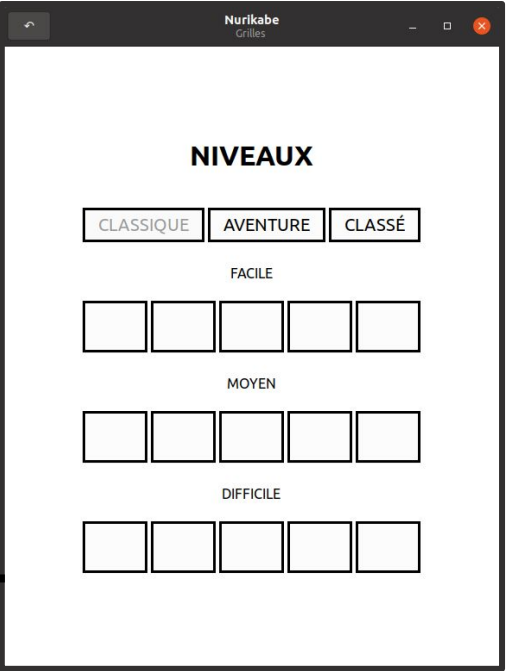 Nurikabe
Grilles
NIVEAUX
CLASSIQUE AVENTURE CLASSÉ
FACILE
MOYEN
DIFFICILE